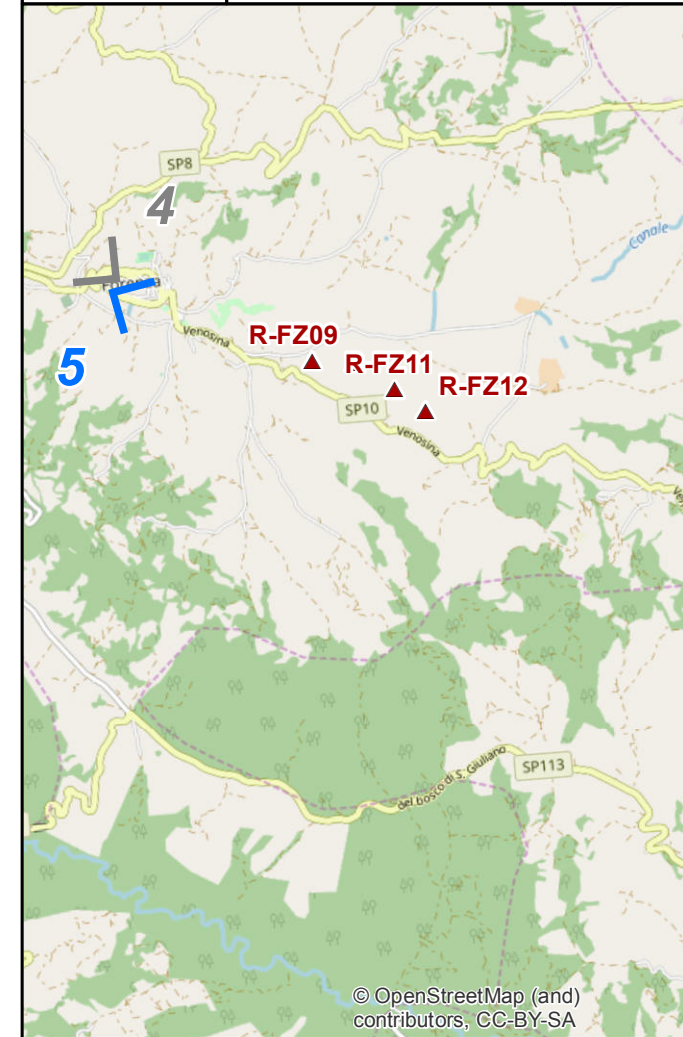 SP8
4
Canale
Forenza
Venosina
R-FZ09
R-FZ11
5
R-FZ12
SP10
Venosina
del bosco di S. Giuliano
SP113
© OpenStreetMap (and)
contributors, CC-BY-SA